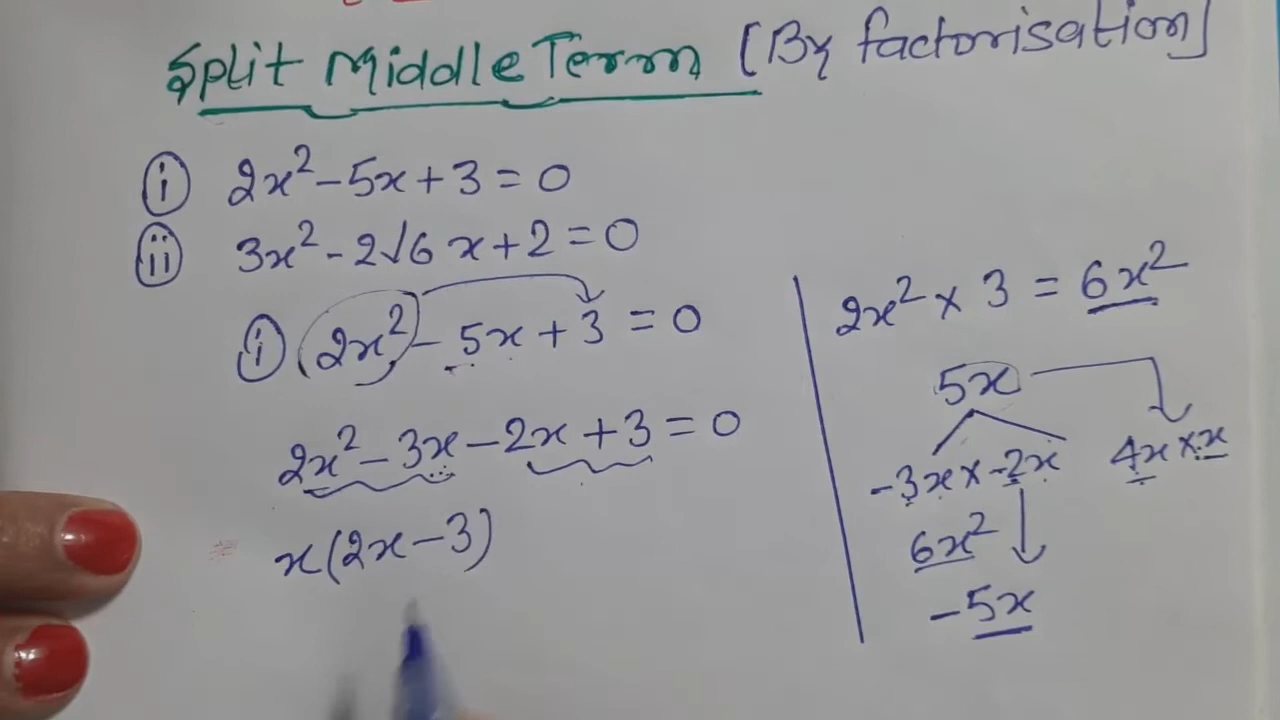 Split Middle Term [By factorisation]
(i) 2x² - 5x + 3 = 0
(ii) 3x² - 2√6 x + 2 = 0
(i) (2x²) - 5x + 3 = 0
2x² - 3x - 2x + 3 = 0
x(2x - 3)
2x² × 3 = 6x²
5x
-3x × -2x 4x × x
6x²
-5x